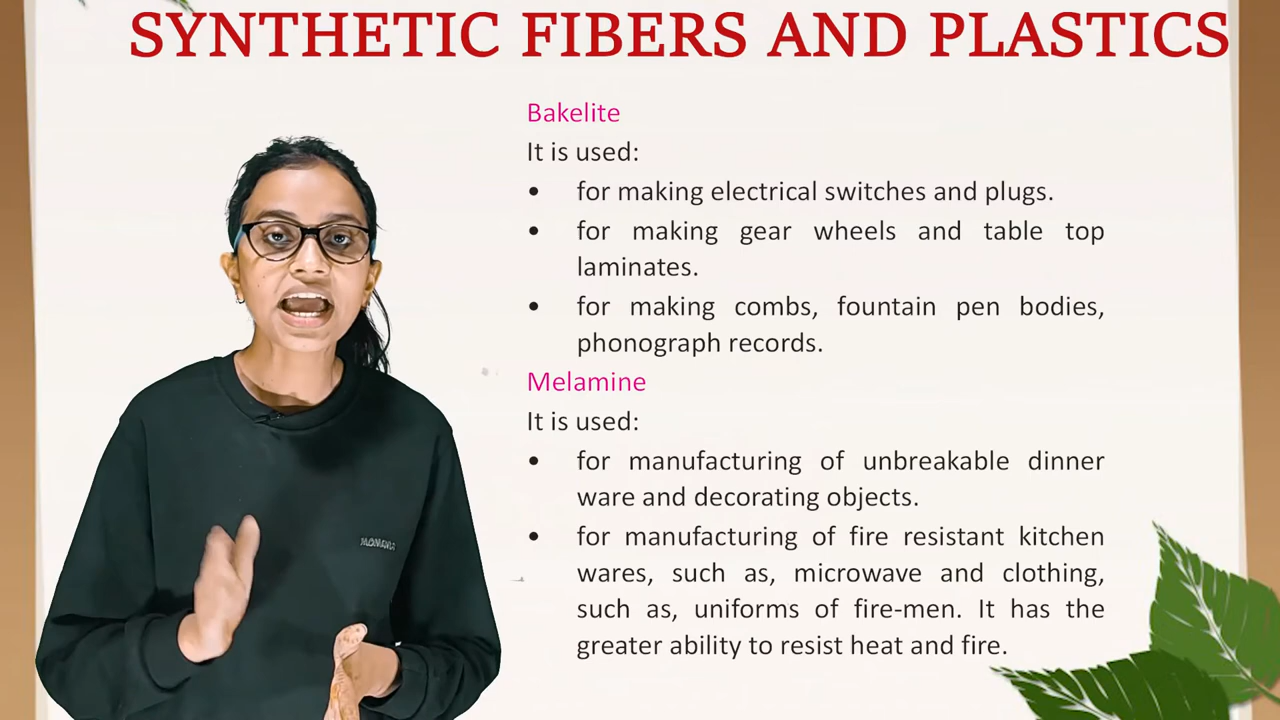 SYNTHETIC FIBERS AND PLASTICS
Bakelite
It is used:
• for making electrical switches and plugs.
• for making gear wheels and table top
laminates.
• for making combs, fountain pen bodies,
phonograph records.
Melamine
It is used:
• for manufacturing of unbreakable dinner
ware and decorating objects.
• for manufacturing of fire resistant kitchen
wares, such as, microwave and clothing,
such as, uniforms of fire-men. It has the
greater ability to resist heat and fire.